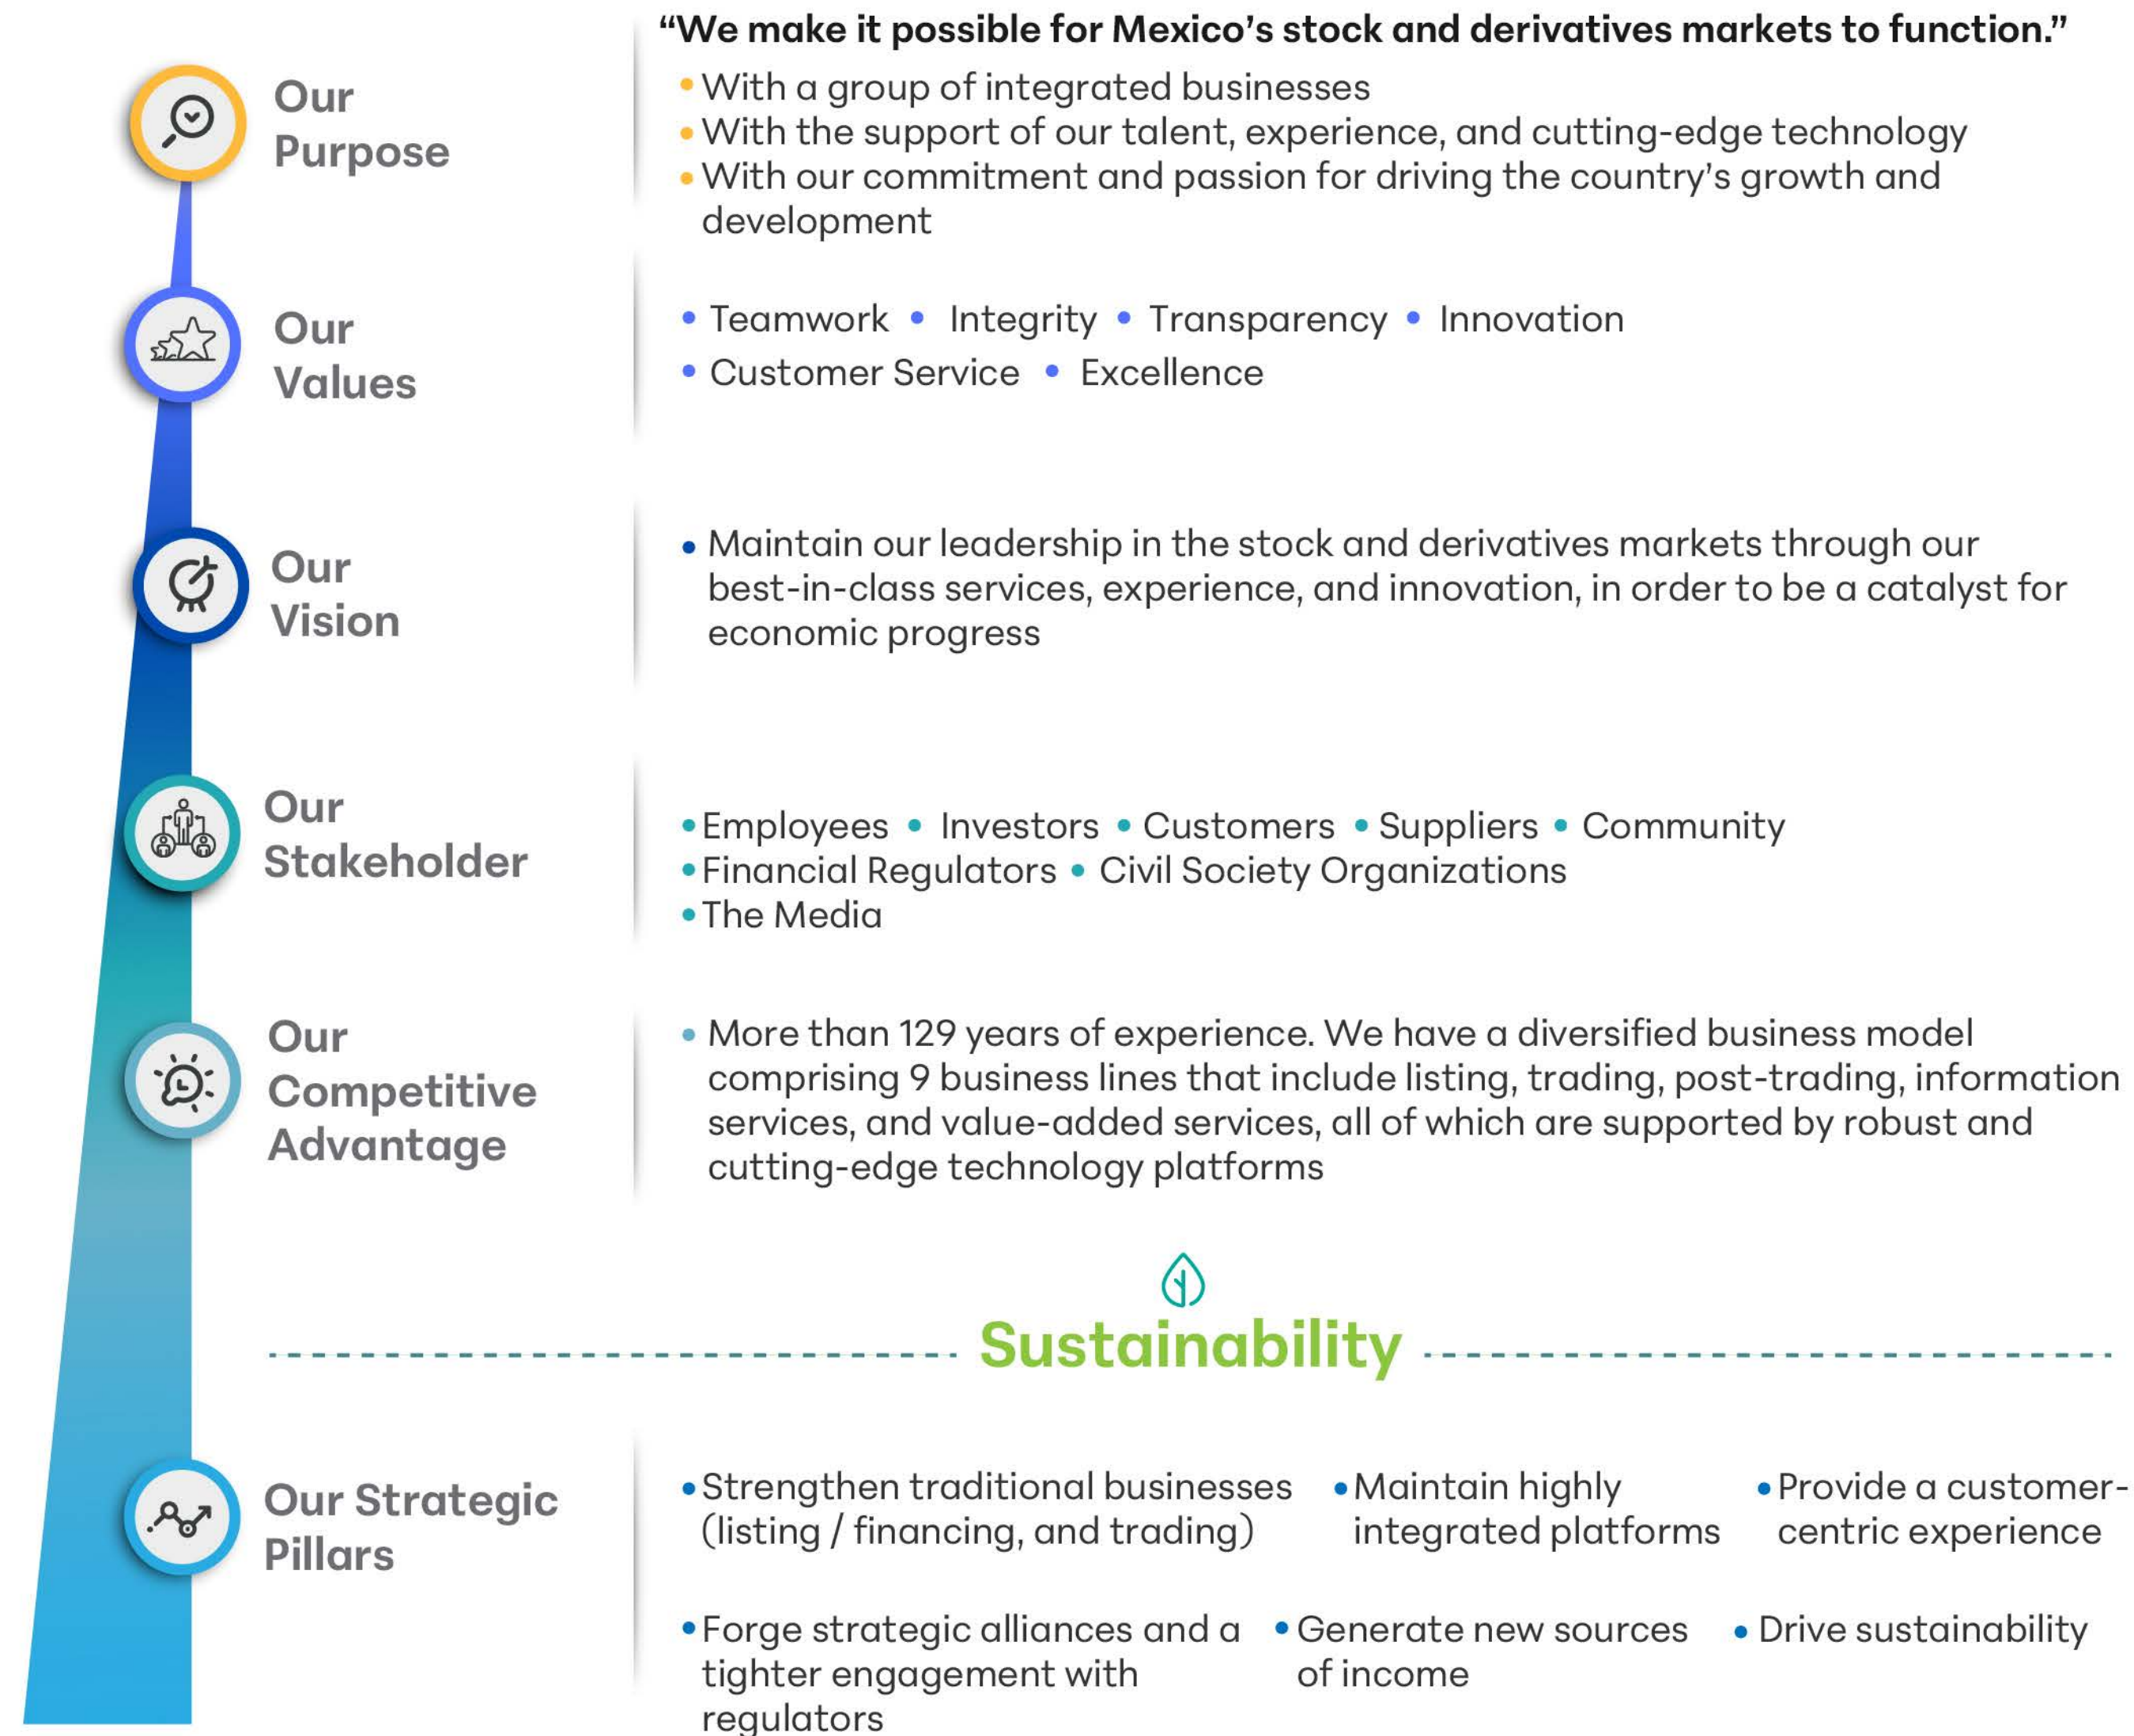 “We make it possible for Mexico’s stock and derivatives markets to function.”
Our
Purpose
• With a group of integrated businesses
• With the support of our talent, experience, and cutting-edge technology
• With our commitment and passion for driving the country’s growth and
development
Our
Values
• Teamwork • Integrity • Transparency • Innovation
• Customer Service • Excellence
Our
Vision
• Maintain our leadership in the stock and derivatives markets through our
best-in-class services, experience, and innovation, in order to be a catalyst for
economic progress
Our
Stakeholder
• Employees • Investors • Customers • Suppliers • Community
• Financial Regulators • Civil Society Organizations
• The Media
Our
Competitive
Advantage
• More than 129 years of experience. We have a diversified business model
comprising 9 business lines that include listing, trading, post-trading, information
services, and value-added services, all of which are supported by robust and
cutting-edge technology platforms
Sustainability
Our Strategic
Pillars
• Strengthen traditional businesses
(listing / financing, and trading)
• Maintain highly
integrated platforms
• Provide a customer-
centric experience
• Forge strategic alliances and a
tighter engagement with
regulators
• Generate new sources
of income
• Drive sustainability